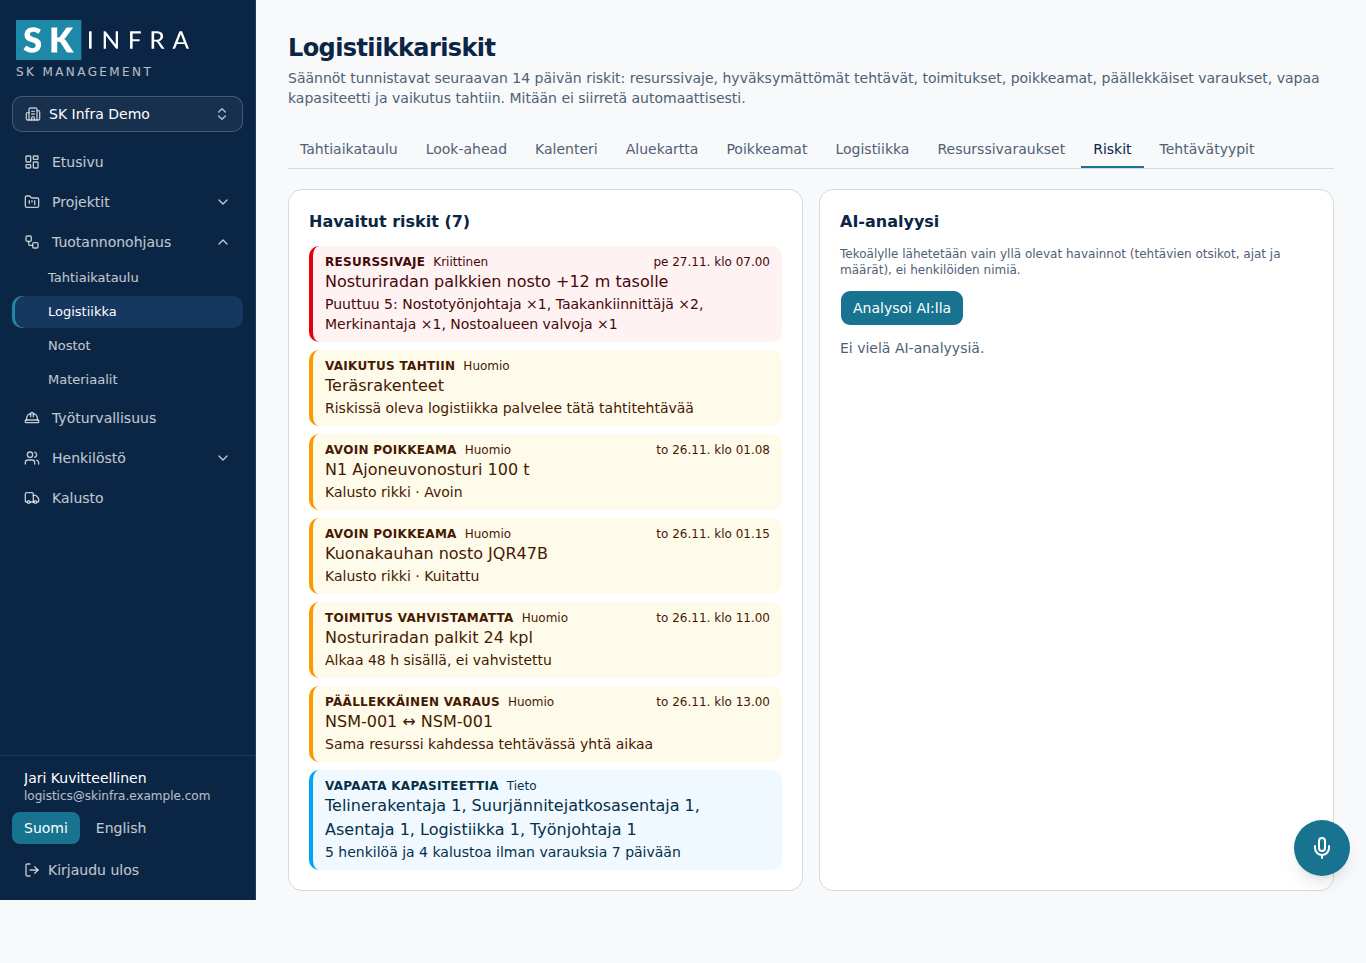 SK INFRA
SK MANAGEMENT
SK Infra Demo
Etusivu
Projektit
Tuotannonohjaus
Tahtiaikataulu
Logistiikka
Nostot
Materiaalit
Työturvallisuus
Henkilöstö
Kalusto
Jari Kuvitteellinen
logistics@skinfra.example.com
Suomi English
Kirjaudu ulos
Logistiikkariskit
Säännöt tunnistavat seuraavan 14 päivän riskit: resurssivaje, hyväksymättömät tehtävät, toimitukset, poikkeamat, päällekkäiset varaukset, vapaa
kapasiteetti ja vaikutus tahtiin. Mitään ei siirretä automaattisesti.
Tahtiaikataulu Look-ahead Kalenteri Aluekartta Poikkeamat Logistiikka Resurssivaraukset Riskit Tehtävätyypit
Havaitut riskit (7)
RESURSSIVAJE Kriittinen pe 27.11. klo 07.00
Nosturiradan palkkien nosto +12 m tasolle
Puuttuu 5: Nostotyönjohtaja ×1, Taakankiinnittäjä ×2,
Merkinantaja ×1, Nostoalueen valvoja ×1
VAIKUTUS TAHTIIN Huomio
Teräsrakenteet
Riskissä oleva logistiikka palvelee tätä tahtitehtävää
AVOIN POIKKEAMA Huomio to 26.11. klo 01.08
N1 Ajoneuvonosturi 100 t
Kalusto rikki · Avoin
AVOIN POIKKEAMA Huomio to 26.11. klo 01.15
Kuonakauhan nosto JQR47B
Kalusto rikki · Kuitattu
TOIMITUS VAHVISTAMATTA Huomio to 26.11. klo 11.00
Nosturiradan palkit 24 kpl
Alkaa 48 h sisällä, ei vahvistettu
PÄÄLLEKKÄINEN VARAUS Huomio to 26.11. klo 13.00
NSM-001 ↔ NSM-001
Sama resurssi kahdessa tehtävässä yhtä aikaa
VAPAATA KAPASITEETTIA Tieto
Telinerakentaja 1, Suurjännitejatkosasentaja 1,
Asentaja 1, Logistiikka 1, Työnjohtaja 1
5 henkilöä ja 4 kalustoa ilman varauksia 7 päivään
AI-analyysi
Tekoälylle lähetetään vain yllä olevat havainnot (tehtävien otsikot, ajat ja
määrät), ei henkilöiden nimiä.
Analysoi AI:lla
Ei vielä AI-analyysiä.